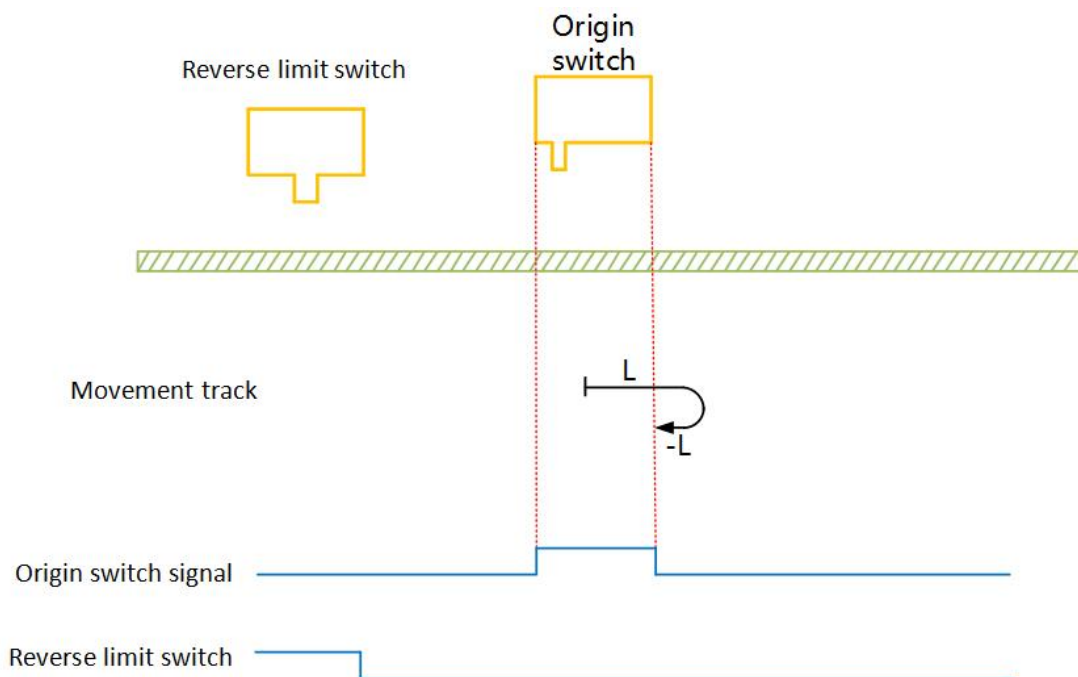 Origin
switch
Reverse limit switch
L
Movement track
-L
Origin switch signal
Reverse limit switch